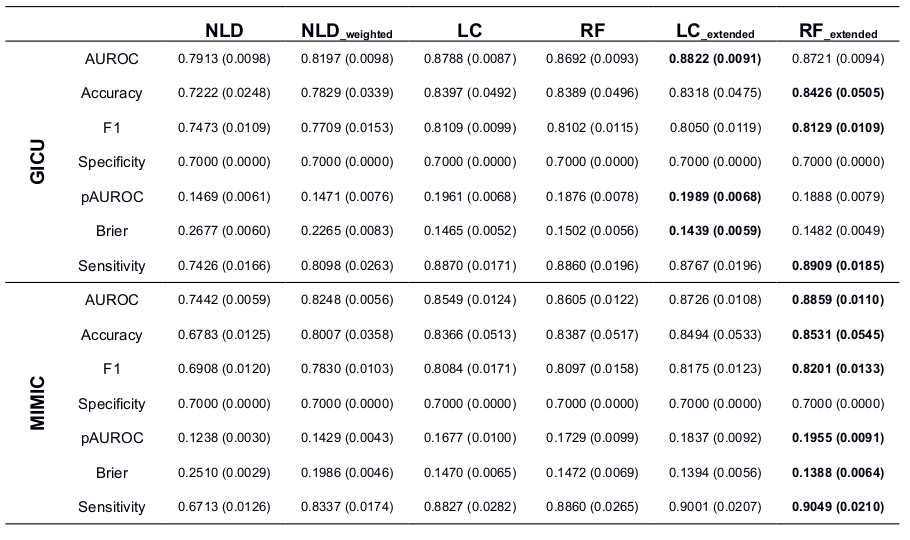 NLD NLD_weighted LC RF LC_extended RF_extended
GICU
AUROC 0.7913 (0.0098) 0.8197 (0.0098) 0.8788 (0.0087) 0.8692 (0.0093) 0.8822 (0.0091) 0.8721 (0.0094)
Accuracy 0.7222 (0.0248) 0.7829 (0.0339) 0.8397 (0.0492) 0.8389 (0.0496) 0.8318 (0.0475) 0.8426 (0.0505)
F1 0.7473 (0.0109) 0.7709 (0.0153) 0.8109 (0.0099) 0.8102 (0.0115) 0.8050 (0.0119) 0.8129 (0.0109)
Specificity 0.7000 (0.0000) 0.7000 (0.0000) 0.7000 (0.0000) 0.7000 (0.0000) 0.7000 (0.0000) 0.7000 (0.0000)
pAUROC 0.1469 (0.0061) 0.1471 (0.0076) 0.1961 (0.0068) 0.1876 (0.0078) 0.1989 (0.0068) 0.1888 (0.0079)
Brier 0.2677 (0.0060) 0.2265 (0.0083) 0.1465 (0.0052) 0.1502 (0.0056) 0.1439 (0.0059) 0.1482 (0.0049)
Sensitivity 0.7426 (0.0166) 0.8098 (0.0263) 0.8870 (0.0171) 0.8860 (0.0196) 0.8767 (0.0196) 0.8909 (0.0185)
MIMIC
AUROC 0.7442 (0.0059) 0.8248 (0.0056) 0.8549 (0.0124) 0.8605 (0.0122) 0.8726 (0.0108) 0.8859 (0.0110)
Accuracy 0.6783 (0.0125) 0.8007 (0.0358) 0.8366 (0.0513) 0.8387 (0.0517) 0.8494 (0.0533) 0.8531 (0.0545)
F1 0.6908 (0.0120) 0.7830 (0.0103) 0.8084 (0.0171) 0.8097 (0.0158) 0.8175 (0.0123) 0.8201 (0.0133)
Specificity 0.7000 (0.0000) 0.7000 (0.0000) 0.7000 (0.0000) 0.7000 (0.0000) 0.7000 (0.0000) 0.7000 (0.0000)
pAUROC 0.1238 (0.0030) 0.1429 (0.0043) 0.1677 (0.0100) 0.1729 (0.0099) 0.1837 (0.0092) 0.1955 (0.0091)
Brier 0.2510 (0.0029) 0.1986 (0.0046) 0.1470 (0.0065) 0.1472 (0.0069) 0.1394 (0.0056) 0.1388 (0.0064)
Sensitivity 0.6713 (0.0126) 0.8337 (0.0174) 0.8827 (0.0282) 0.8860 (0.0265) 0.9001 (0.0207) 0.9049 (0.0210)